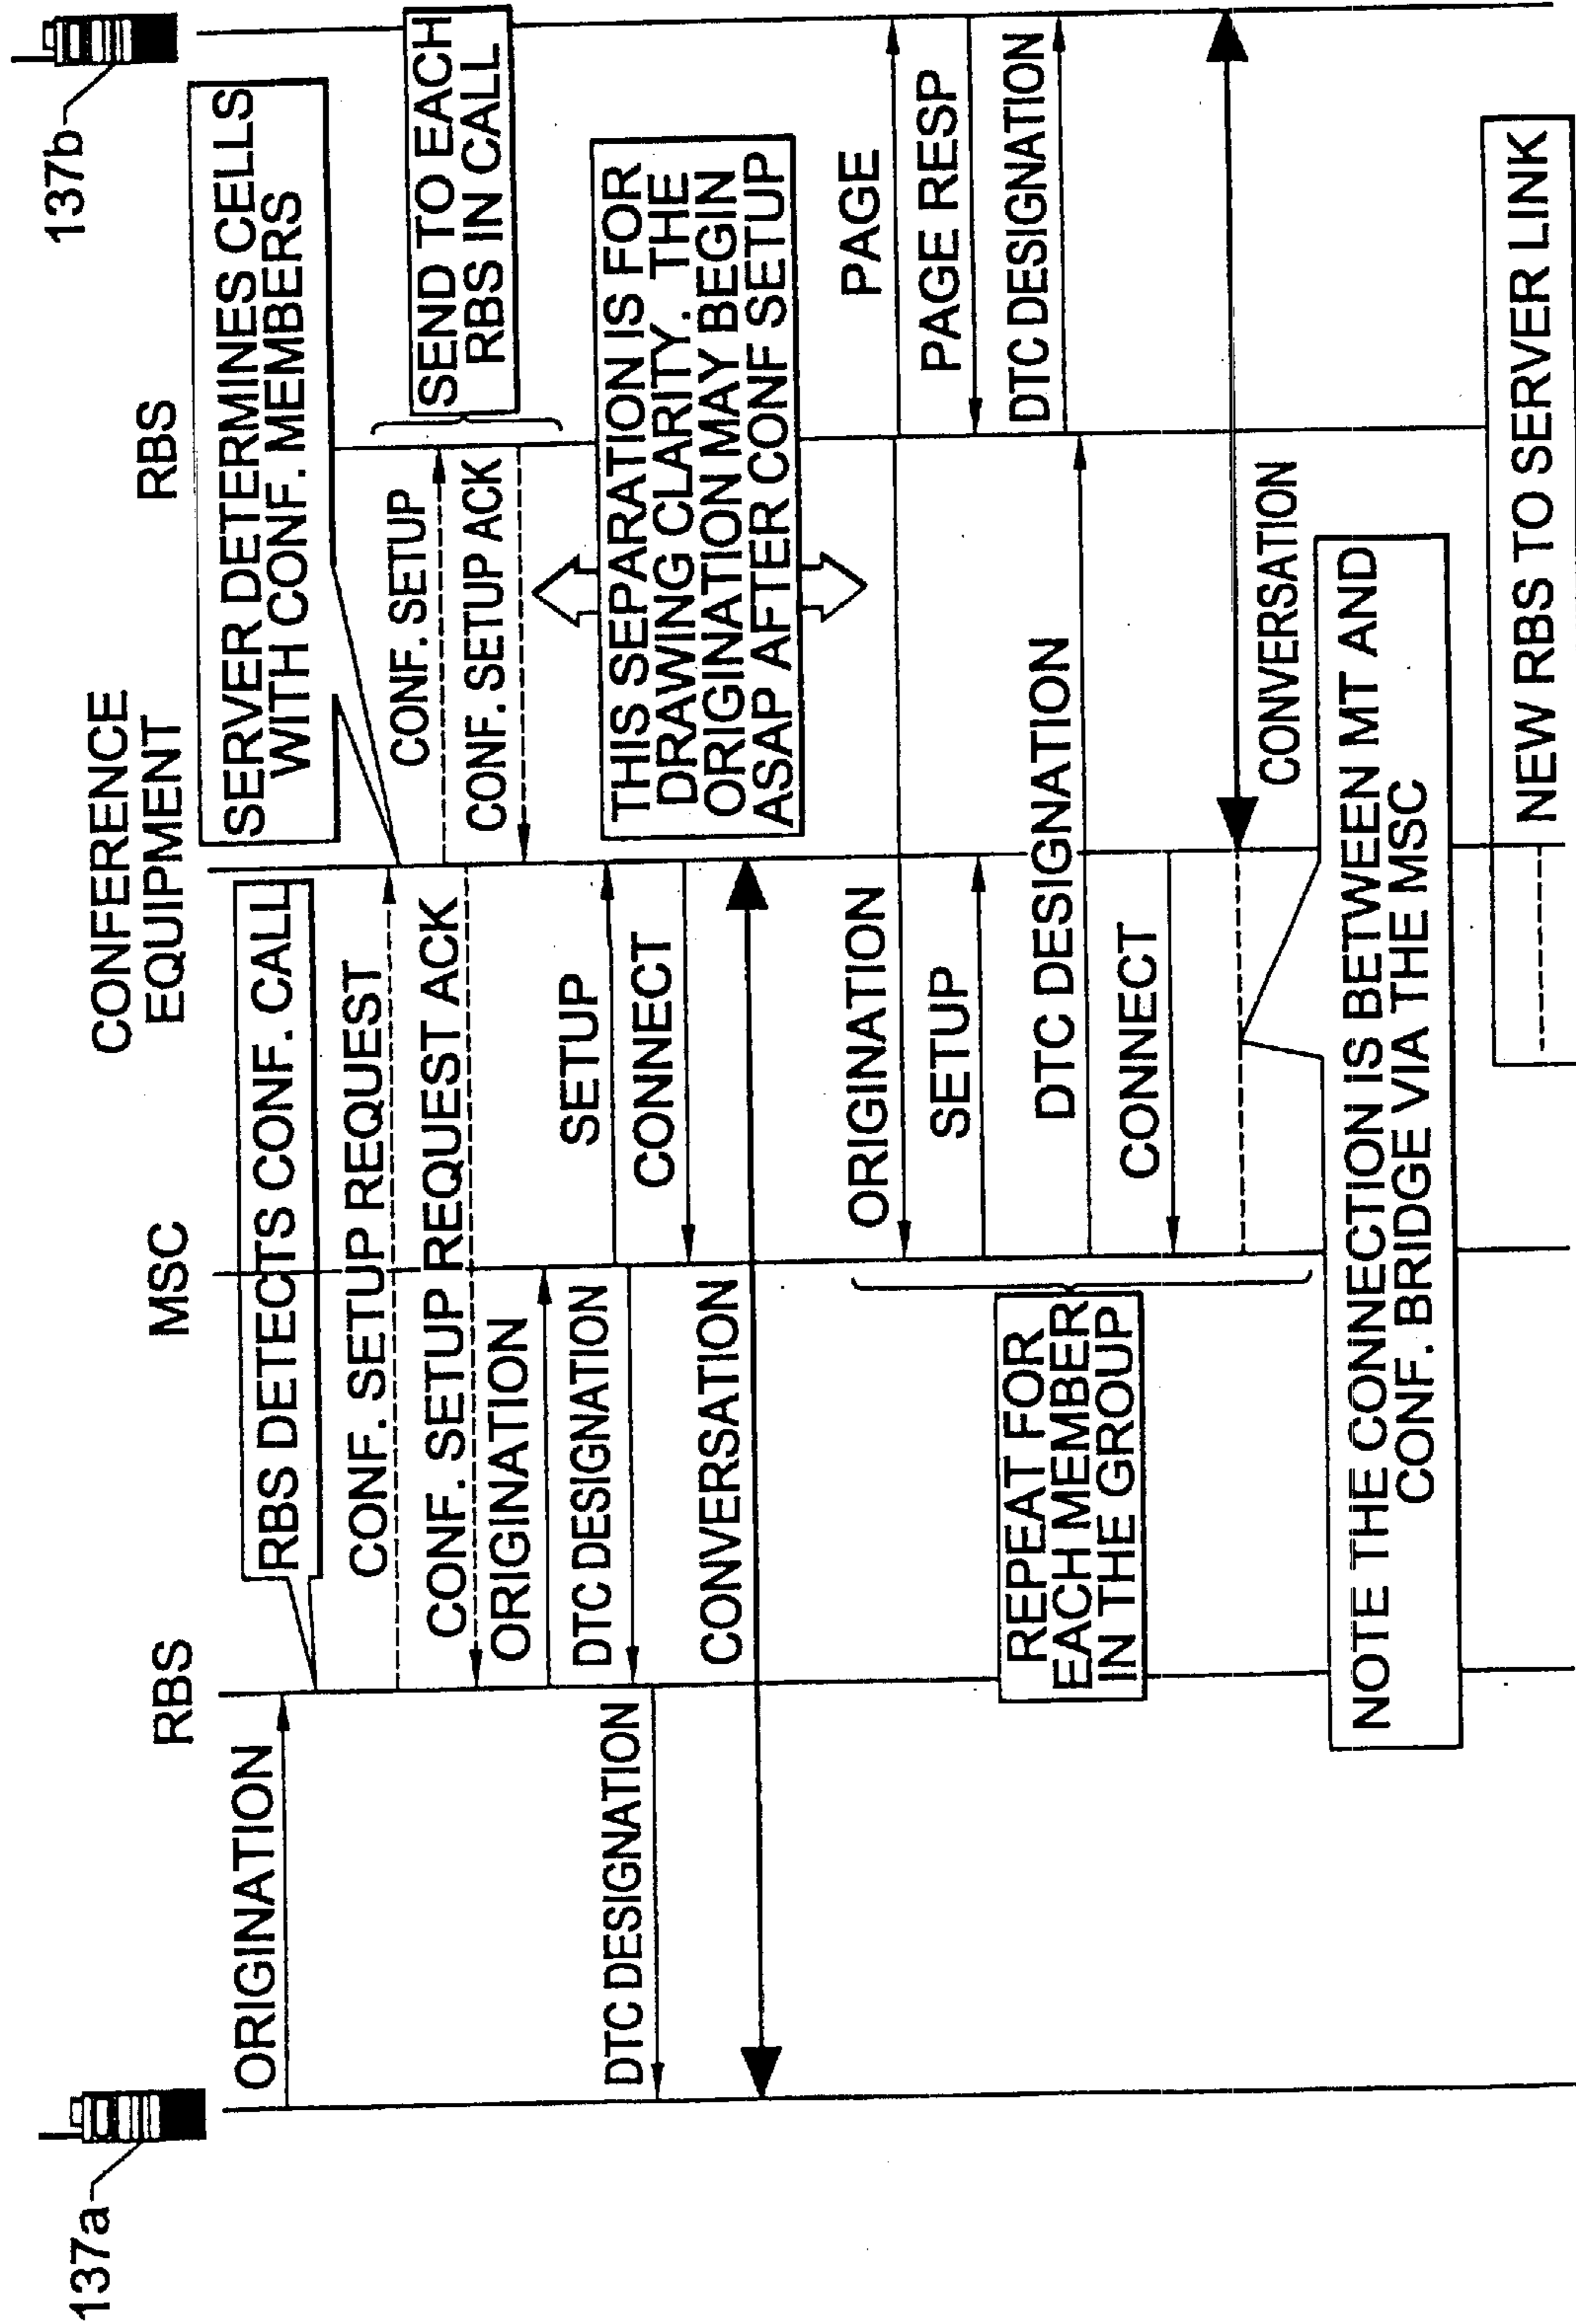 137a
137b
RBS
MSC
CONFERENCE
EQUIPMENT
RBS
ORIGINATION
RBS DETECTS CONF. CALL
SERVER DETERMINES CELLS
WITH CONF. MEMBERS
CONF. SETUP REQUEST
CONF. SETUP
SEND TO EACH
RBS IN CALL
CONF. SETUP REQUEST ACK
CONF. SETUP ACK
ORIGINATION
DTC DESIGNATION
SETUP
DTC DESIGNATION
CONNECT
THIS SEPARATION IS FOR
DRAWING CLARITY. THE
ORIGINATION MAY BEGIN
ASAP AFTER CONF SETUP
CONVERSATION
ORIGINATION
PAGE
SETUP
PAGE RESP
REPEAT FOR
EACH MEMBER
IN THE GROUP
DTC DESIGNATION
DTC DESIGNATION
CONNECT
CONVERSATION
NOTE THE CONNECTION IS BETWEEN MT AND
CONF. BRIDGE VIA THE MSC
NEW RBS TO SERVER LINK